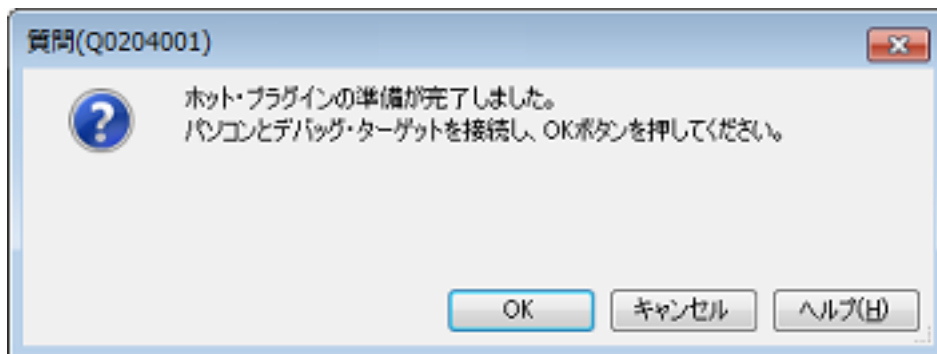 質問(Q0204001)
ホット・プラグインの準備が完了しました。
パソコンとデバッグ・ターゲットを接続し、OKボタンを押してください。
OK
キャンセル
ヘルプ(H)